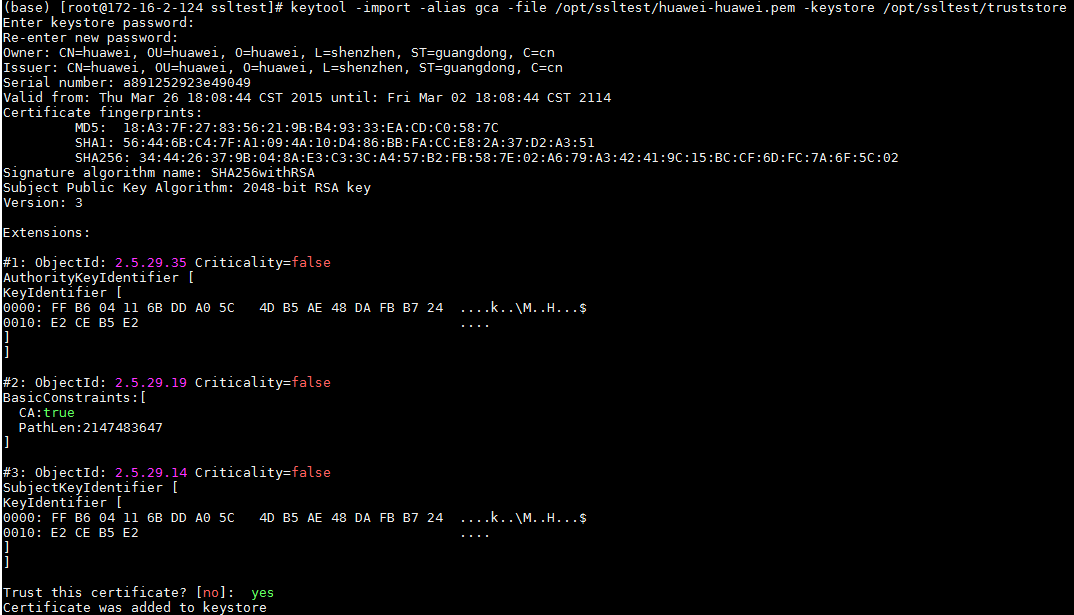 (base) [root@172-16-2-124 ssltest]# keytool -import -alias gca -file /opt/ssltest/huawei-huawei.pem -keystore /opt/ssltest/truststore
Enter keystore password:
Re-enter new password:
Owner: CN=huawei, OU=huawei, O=huawei, L=shenzhen, ST=guangdong, C=cn
Issuer: CN=huawei, OU=huawei, O=huawei, L=shenzhen, ST=guangdong, C=cn
Serial number: a891252923e49049
Valid from: Thu Mar 26 18:08:44 CST 2015 until: Fri Mar 02 18:08:44 CST 2114
Certificate fingerprints:
MD5: 18:A3:7F:27:83:56:21:9B:B4:93:33:EA:CD:C0:58:7C
SHA1: 56:44:6B:C4:7F:A1:09:4A:10:D4:86:BB:FA:CC:E8:2A:37:D2:A3:51
SHA256: 34:44:26:37:9B:04:8A:E3:C3:3C:A4:57:B2:FB:58:7E:02:A6:79:A3:42:41:9C:15:BC:CF:6D:FC:7A:6F:5C:02
Signature algorithm name: SHA256withRSA
Subject Public Key Algorithm: 2048-bit RSA key
Version: 3
Extensions:
#1: ObjectId: 2.5.29.35 Criticality=false
AuthorityKeyIdentifier [
KeyIdentifier [
0000: FF B6 04 11 6B DD A0 5C   4D B5 AE 48 DA FB B7 24  ....k..\M..H...$
0010: E2 CE B5 E2                                        ....
]
]
#2: ObjectId: 2.5.29.19 Criticality=false
BasicConstraints:[
CA:true
PathLen:2147483647
]
#3: ObjectId: 2.5.29.14 Criticality=false
SubjectKeyIdentifier [
KeyIdentifier [
0000: FF B6 04 11 6B DD A0 5C   4D B5 AE 48 DA FB B7 24  ....k..\M..H...$
0010: E2 CE B5 E2                                        ....
]
]
Trust this certificate? [no]:  yes
Certificate was added to keystore